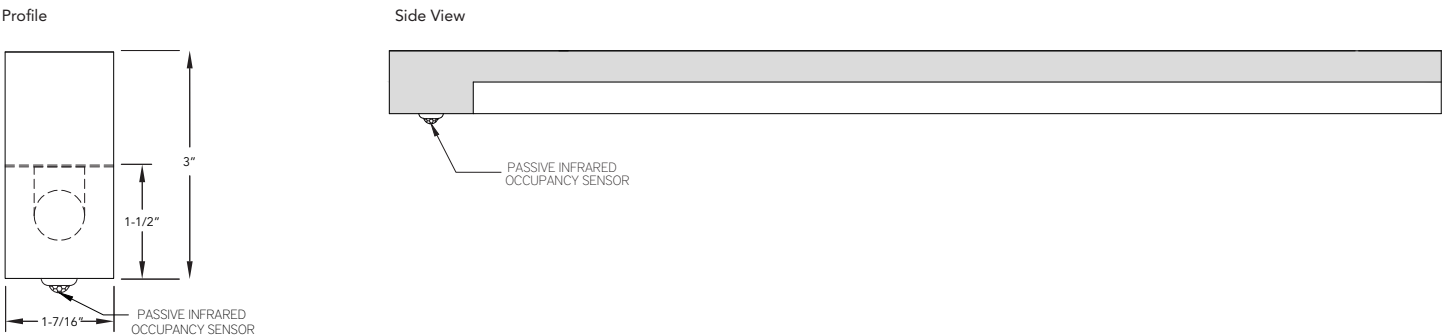 Profile
Side View
3"
PASSIVE INFRARED
OCCUPANCY SENSOR
1-1/2"
PASSIVE INFRARED
OCCUPANCY SENSOR
1-7/16"